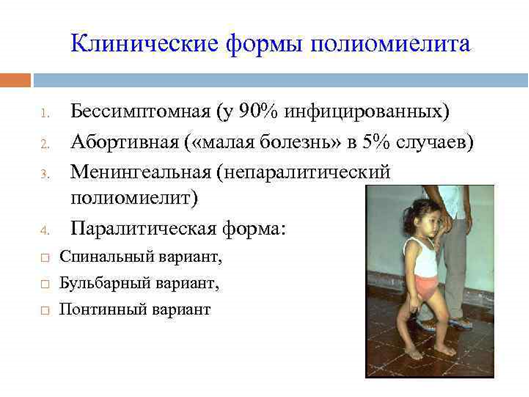 Клинические формы полиомиелита
1. Бессимптомная (у 90% инфицированных)
2. Абортивная («малая болезнь» в 5% случаев)
3. Менингеальная (непаралитический
полиомиелит)
4. Паралитическая форма:
Спинальный вариант,
Бульбарный вариант,
Понтинный вариант